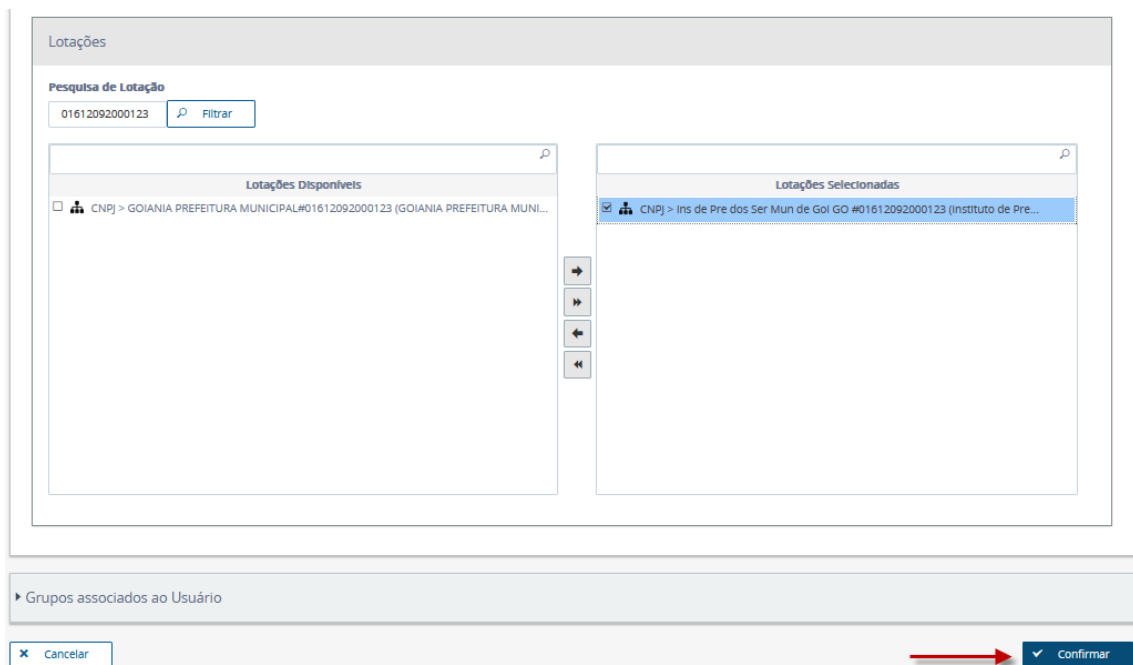 Lotações
Pesquisa de Lotação
01612092000123 Filtrar
Lotações Disponíveis
CNPJ > GOIANIA PREFEITURA MUNICIPAL#01612092000123 (GOIANIA PREFEITURA MUNI...
Lotações Selecionadas
CNPJ > Ins de Pre dos Ser Mun de Goi GO #01612092000123 (Instituto de Pre...
Grupos associados ao Usuário
Cancelar
Confirmar